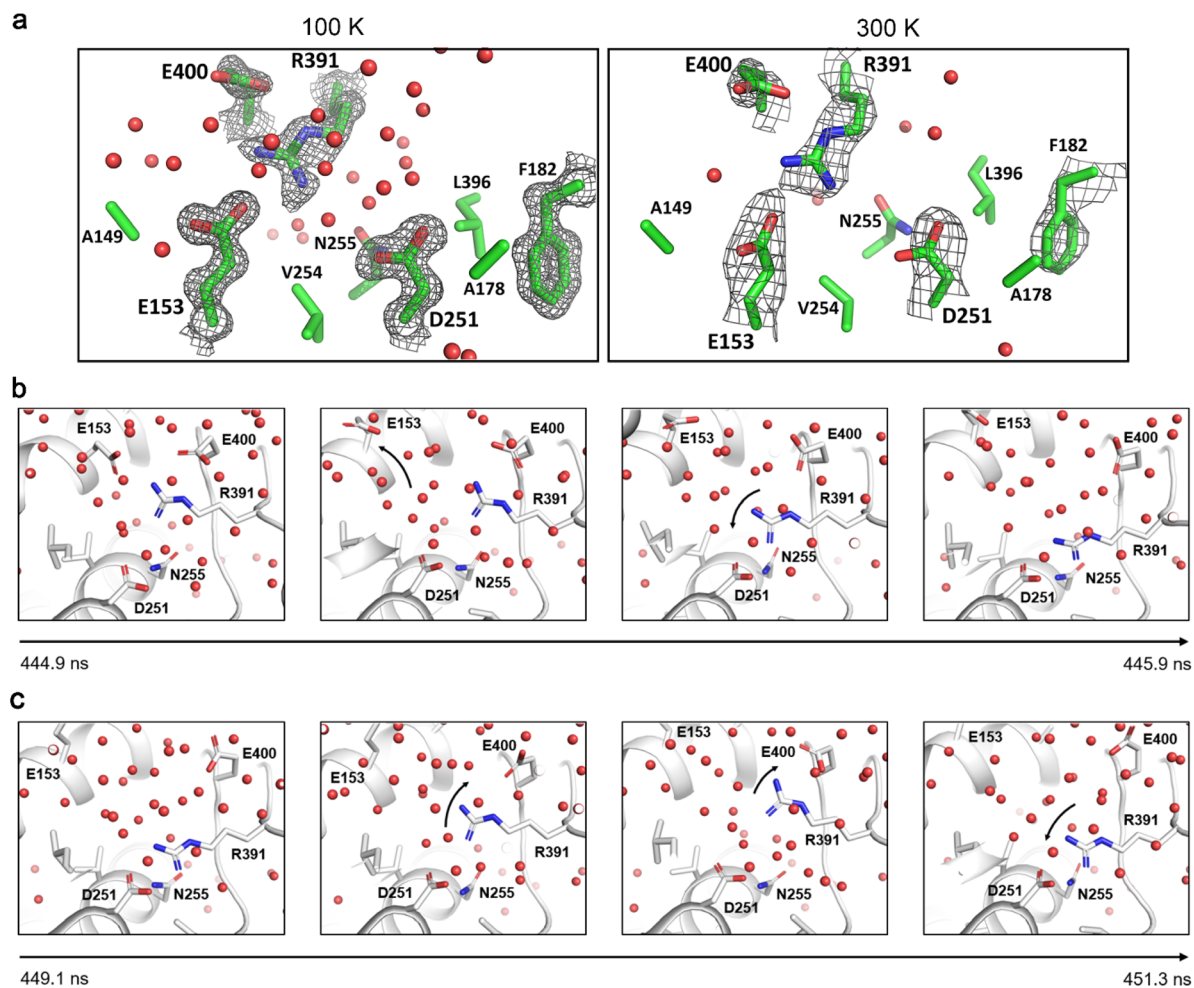 a
100 K
300 K
E400
R391
A149
E153
V254
N255
D251
L396
A178
F182
E400
R391
A149
E153
V254
N255
D251
L396
A178
F182
b
E153
E400
R391
N255
D251
E153
E400
R391
N255
D251
E153
E400
R391
N255
D251
E153
E400
R391
N255
D251
444.9 ns
445.9 ns
c
E153
E400
R391
D251
N255
E153
E400
R391
D251
N255
E153
E400
R391
D251
N255
E153
E400
R391
D251
N255
449.1 ns
451.3 ns